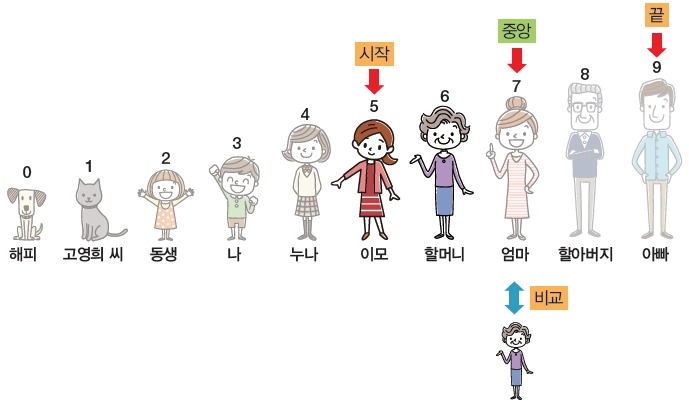 끝
중앙
시작
0 1 2 3 4 5 6 7 8 9
해피 고영희 씨 동생 나 누나 이모 할머니 엄마 할아버지 아빠
비교